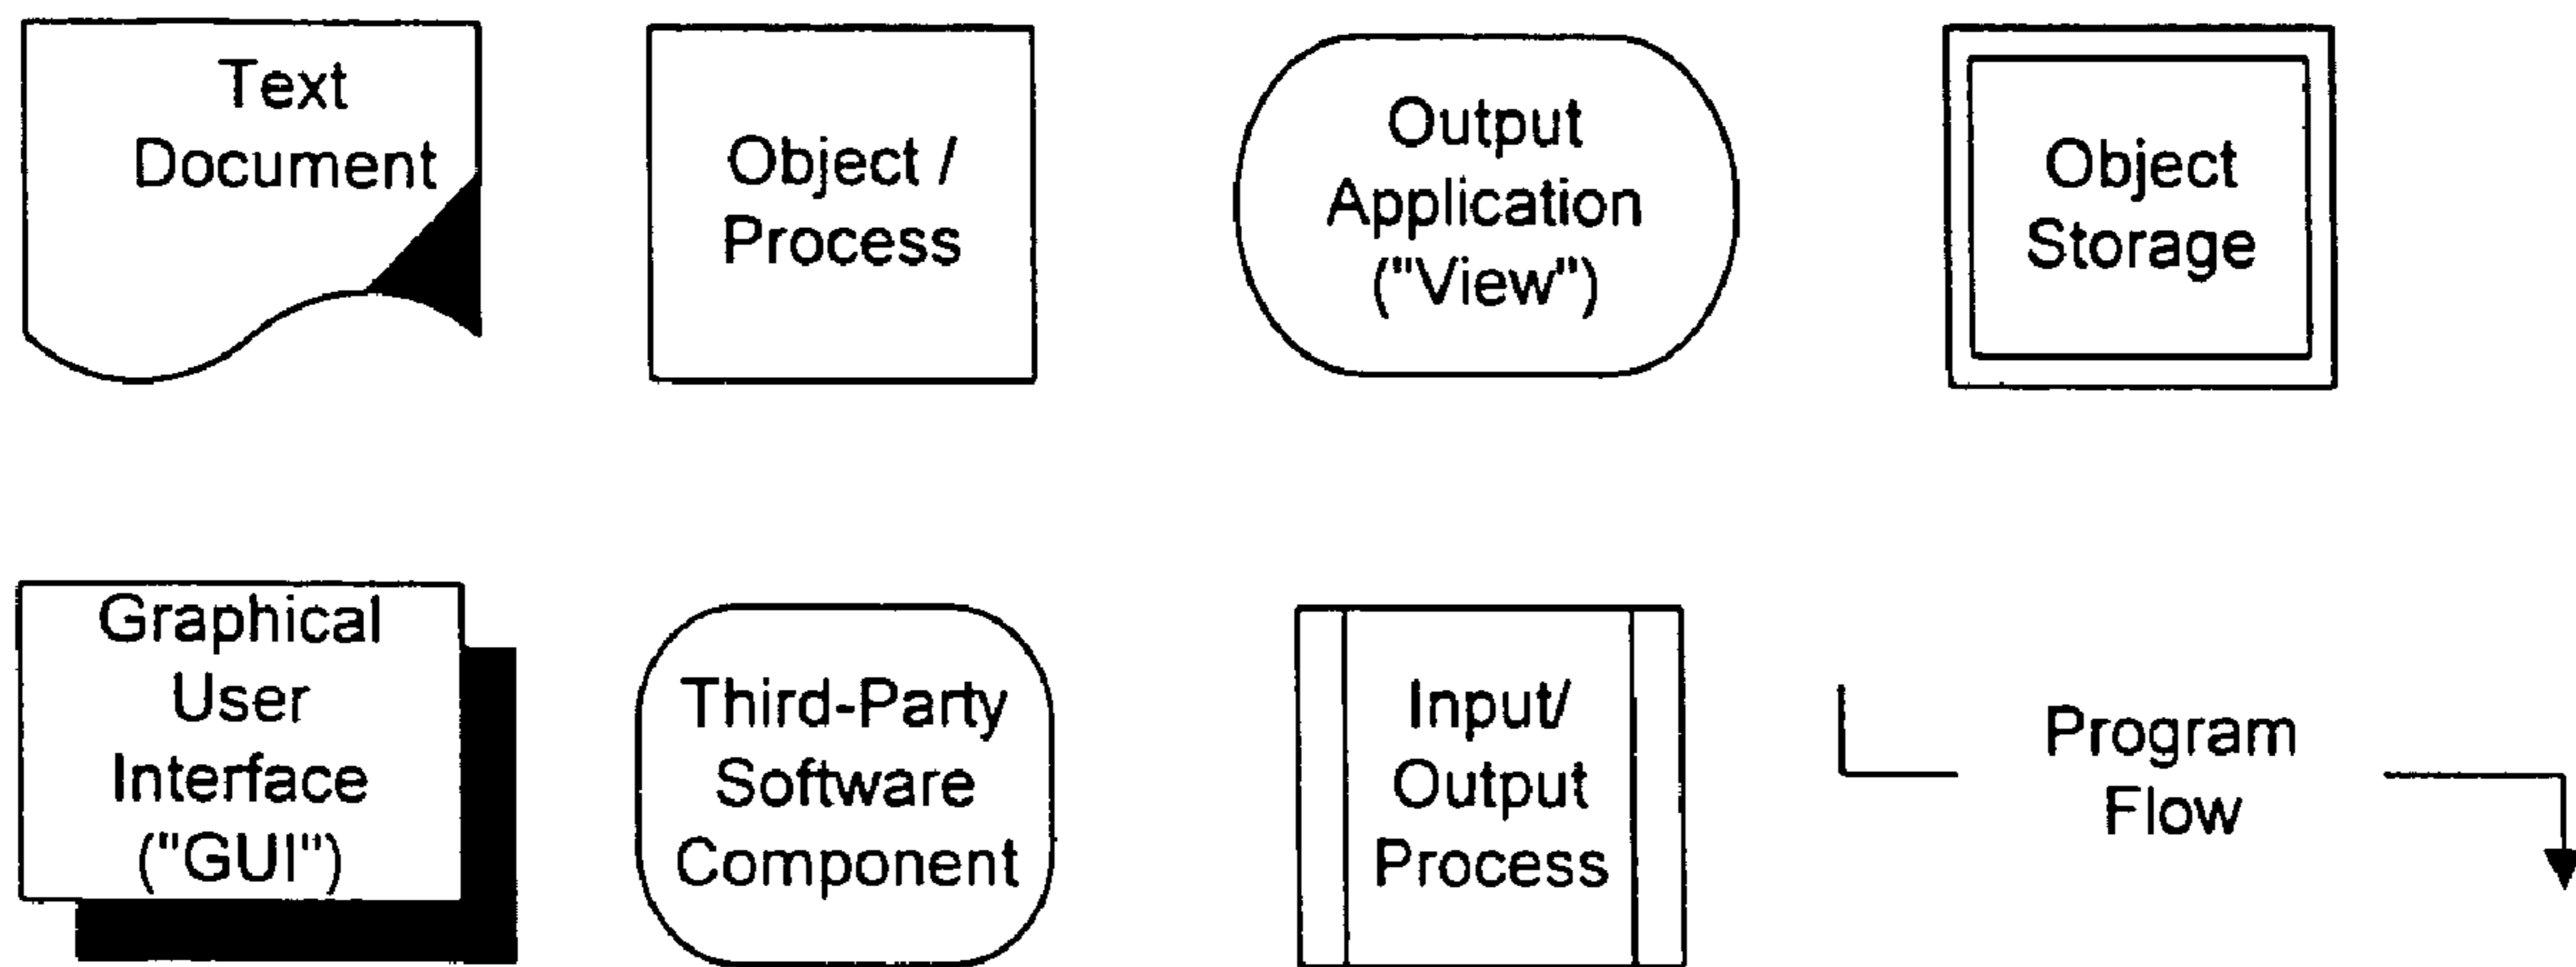 Text
Document
Object /
Process
Output
Application
("View")
Object
Storage
Graphical
User
Interface
("GUI")
Third-Party
Software
Component
Input/
Output
Process
Program
Flow